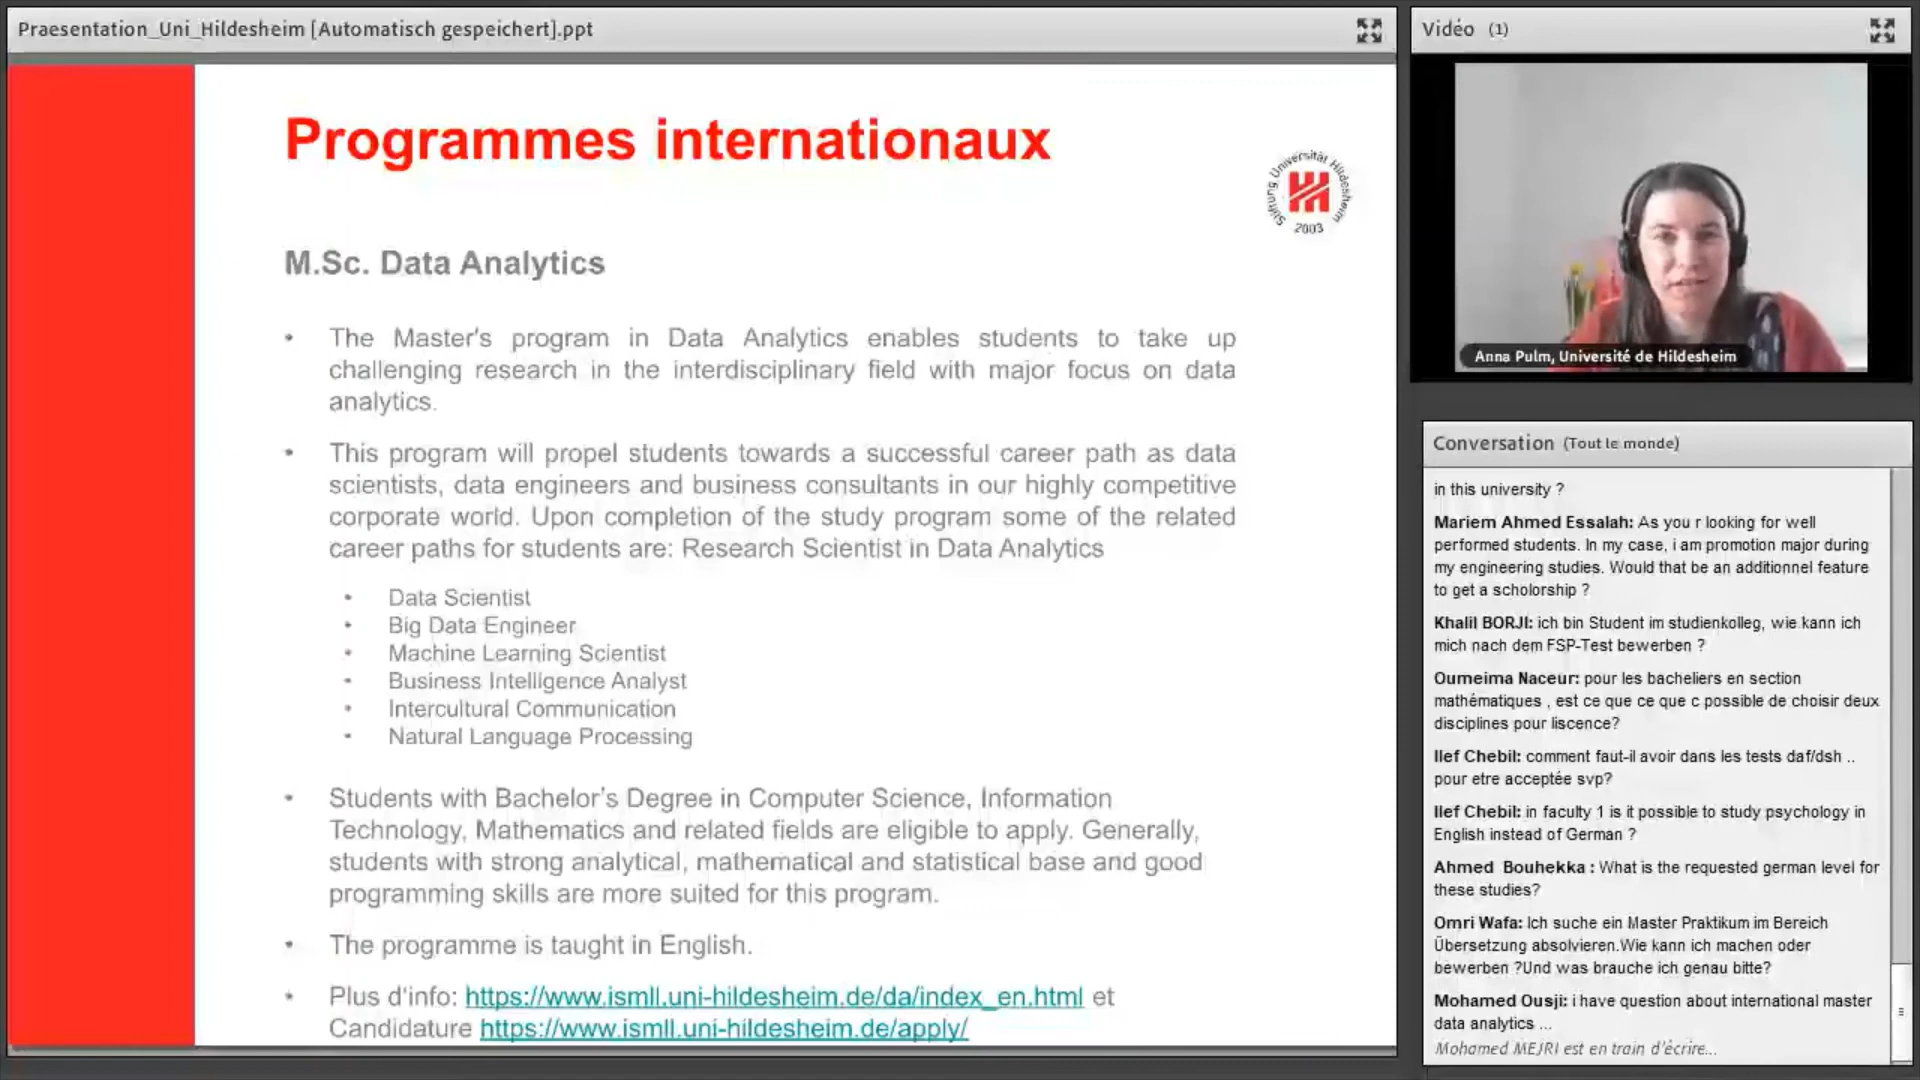 Praesentation_Uni_Hildesheim [Automatisch gespeichert].ppt
Programmes internationaux
Stiftung Universität Hildesheim
2003
M.Sc. Data Analytics
• The Master's program in Data Analytics enables students to take up
challenging research in the interdisciplinary field with major focus on data
analytics.
• This program will propel students towards a successful career path as data
scientists, data engineers and business consultants in our highly competitive
corporate world. Upon completion of the study program some of the related
career paths for students are: Research Scientist in Data Analytics
• Data Scientist
• Big Data Engineer
• Machine Learning Scientist
• Business Intelligence Analyst
• Intercultural Communication
• Natural Language Processing
• Students with Bachelor's Degree in Computer Science, Information
Technology, Mathematics and related fields are eligible to apply. Generally,
students with strong analytical, mathematical and statistical base and good
programming skills are more suited for this program.
• The programme is taught in English.
• Plus d'info: https://www.ismll.uni-hildesheim.de/da/index_en.html et
Candidature https://www.ismll.uni-hildesheim.de/apply/
Vidéo (1)
Anna Pulm, Université de Hildesheim
Conversation (Tout le monde)
in this university ?
Mariem Ahmed Essalah: As you r looking for well
performed students. In my case, i am promotion major during
my engineering studies. Would that be an additionnel feature
to get a scholorship ?
Khalil BORJI: ich bin Student im studienkolleg, wie kann ich
mich nach dem FSP-Test bewerben ?
Oumeima Naceur: pour les bacheliers en section
mathématiques , est ce que ce que c possible de choisir deux
disciplines pour liscence?
Ilef Chebil: comment faut-il avoir dans les tests daf/dsh ..
pour etre acceptée svp?
Ilef Chebil: in faculty 1 is it possible to study psychology in
English instead of German ?
Ahmed Bouhekka : What is the requested german level for
these studies?
Omri Wafa: Ich suche ein Master Praktikum im Bereich
Übersetzung absolvieren.Wie kann ich machen oder
bewerben ?Und was brauche ich genau bitte?
Mohamed Ousji: i have question about international master
data analytics ...
Mohamed MEJRI est en train d'écrire...